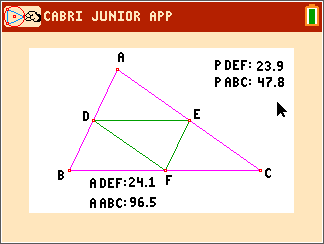 CABRI JUNIOR APP
A
P DEF: 23.9
P ABC: 47.8
D
E
B
F
C
A DEF:24.1
A ABC:96.5